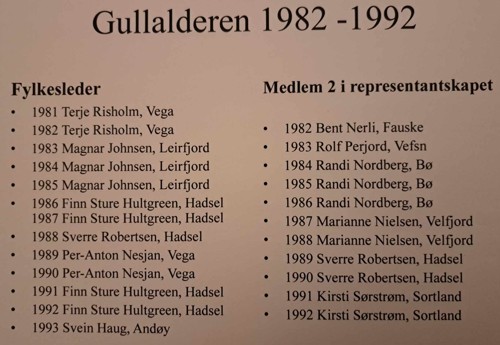 Gullalderen 1982 -1992
Fylkesleder
• 1981 Terje Risholm, Vega
• 1982 Terje Risholm, Vega
• 1983 Magnar Johnsen, Leirfjord
• 1984 Magnar Johnsen, Leirfjord
• 1985 Magnar Johnsen, Leirfjord
• 1986 Finn Sture Hultgreen, Hadsel
1987 Finn Sture Hultgreen, Hadsel
• 1988 Sverre Robertsen, Hadsel
• 1989 Per-Anton Nesjan, Vega
• 1990 Per-Anton Nesjan, Vega
• 1991 Finn Sture Hultgreen, Hadsel
• 1992 Finn Sture Hultgreen, Hadsel
• 1993 Svein Haug, Andøy
Medlem 2 i representantskapet
• 1982 Bent Nerli, Fauske
• 1983 Rolf Perjord, Vefsn
• 1984 Randi Nordberg, Bø
• 1985 Randi Nordberg, Bø
• 1986 Randi Nordberg, Bø
• 1987 Marianne Nielsen, Velfjord
• 1988 Marianne Nielsen, Velfjord
• 1989 Sverre Robertsen, Hadsel
• 1990 Sverre Robertsen, Hadsel
• 1991 Kirsti Sørstrøm, Sortland
• 1992 Kirsti Sørstrøm, Sortland